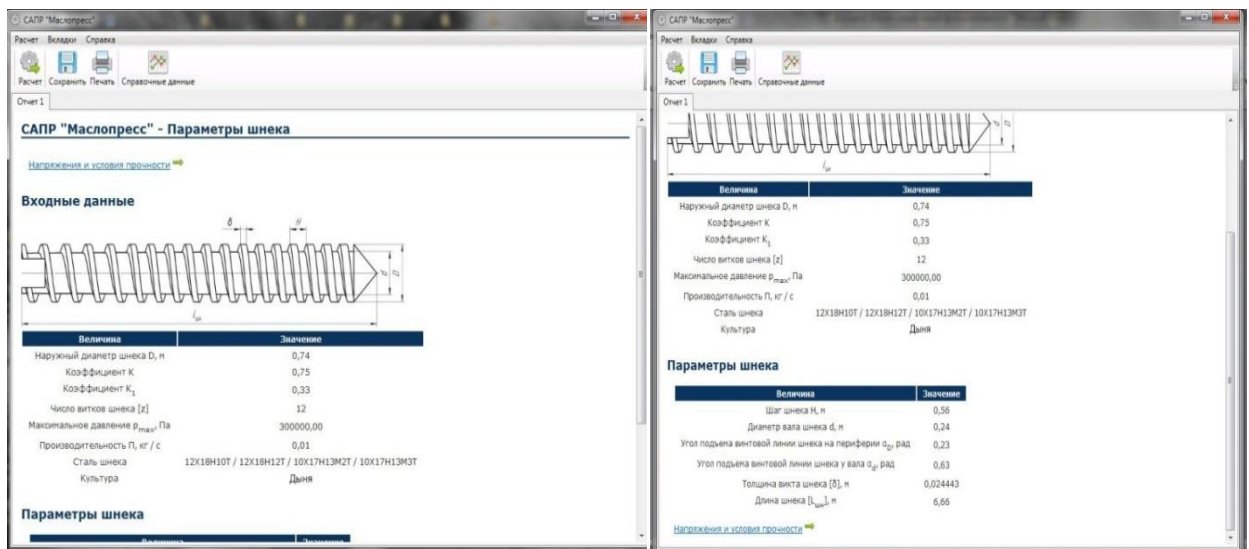 САПР "Маслопресс"
Расчет Вкладки Справка
Расчет Сохранить Печать Справочные данные
Отчет 1
САПР "Маслопресс" - Параметры шнека
Напряжения и условия прочности
Входные данные
δ H
d D
lшн
Величина Значение
Наружный диаметр шнека D, м 0,74
Коэффициент К 0,75
Коэффициент К1 0,33
Число витков шнека [z] 12
Максимальное давление pmax, Па 300000,00
Производительность П, кг / с 0,01
Сталь шнека 12Х18Н10Т / 12Х18Н12Т / 10Х17Н13М2Т / 10Х17Н13М3Т
Культура Дыня
Параметры шнека
Величина Значение
САПР "Маслопресс"
Расчет Вкладки Справка
Расчет Сохранить Печать Справочные данные
Отчет 1
d D
lшн
Величина Значение
Наружный диаметр шнека D, м 0,74
Коэффициент К 0,75
Коэффициент К1 0,33
Число витков шнека [z] 12
Максимальное давление pmax, Па 300000,00
Производительность П, кг / с 0,01
Сталь шнека 12Х18Н10Т / 12Х18Н12Т / 10Х17Н13М2Т / 10Х17Н13М3Т
Культура Дыня
Параметры шнека
Величина Значение
Шаг шнека H, м 0,56
Диаметр вала шнека d, м 0,24
Угол подъема винтовой линии шнека на периферии αD, рад 0,23
Угол подъема винтовой линии шнека у вала αd, рад 0,63
Толщина викта шнека [δ], м 0,024443
Длина шнека [Lшн], м 6,66
Напряжения и условия прочности